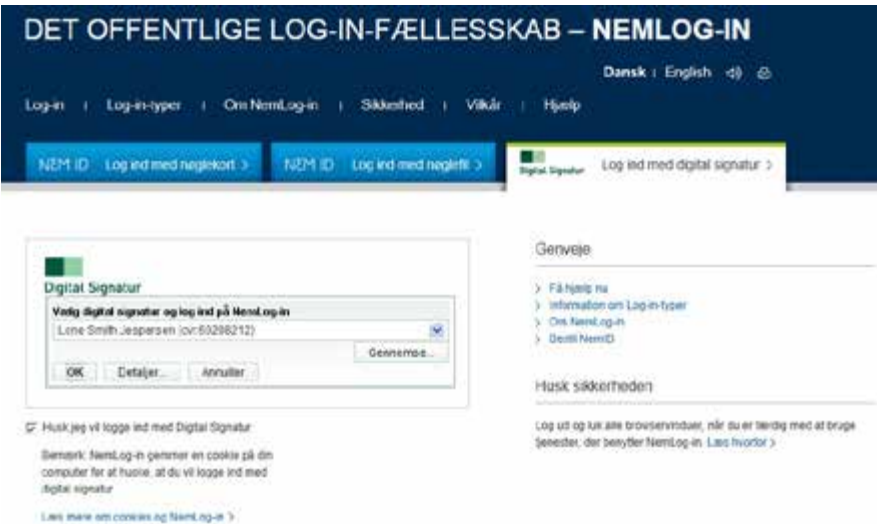 DET OFFENTLIGE LOG-IN-FÆLLESSKAB – NEMLOG-IN
Dansk | English
Log-in | Log-in-typer | Om NemLog-in | Sikkerhed | Vilkår | Hjælp
NEM ID Log ind med nøglekort > NEM ID Log ind med nøglefil > Digital Signatur Log ind med digital signatur >
Digital Signatur
Vælg digital signatur og log ind på NemLog-in
Lone Smith Jespersen (cvr:60298212)
Gennemse...
OK Detaljer... Annuller
Husk jeg vil logge ind med Digital Signatur
Bemærk: NemLog-in gemmer en cookie på din
computer for at huske, at du vil logge ind med
digital signatur
Læs mere om cookies og NemLog-in >
Genveje
> Få hjælp nu
> Information om Log-in-typer
> Om NemLog-in
> Bestil NemID
Husk sikkerheden
Log ud og luk alle browservinduer, når du er færdig med at bruge
tjenester, der benytter NemLog-in. Læs hvorfor >